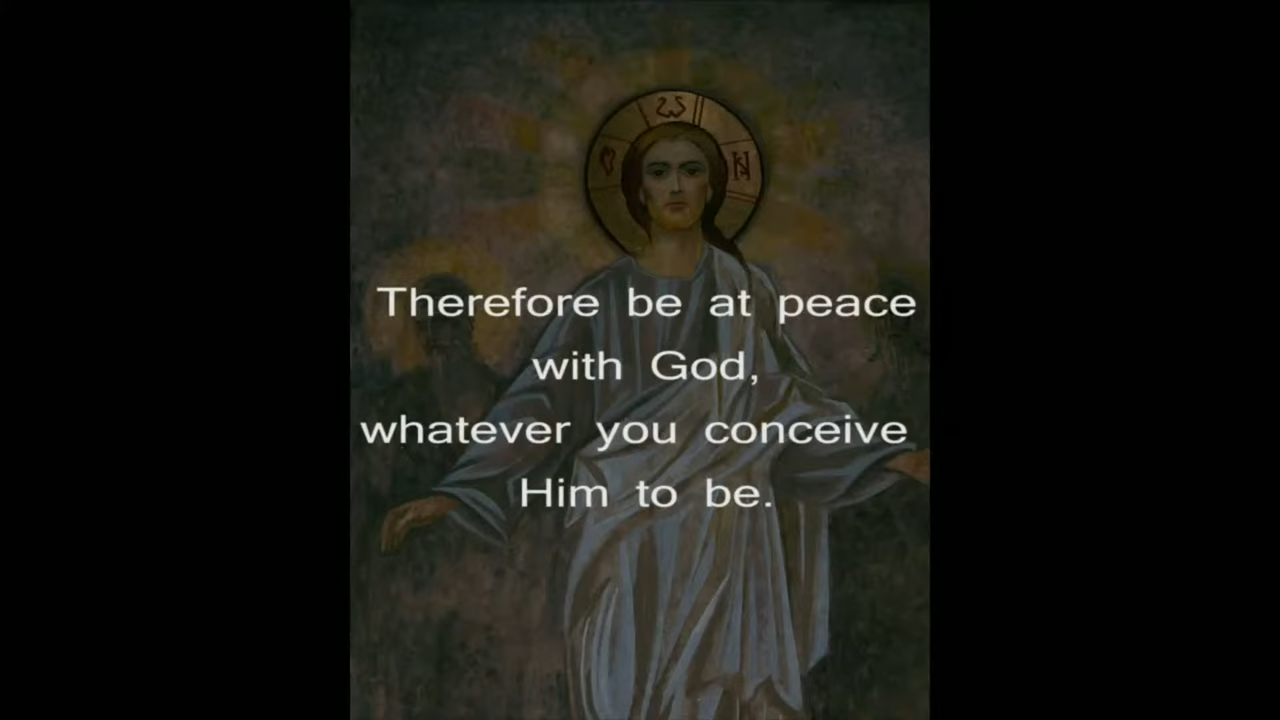 Ѡ
О Н
Therefore be at peace
with God,
whatever you conceive
Him to be.